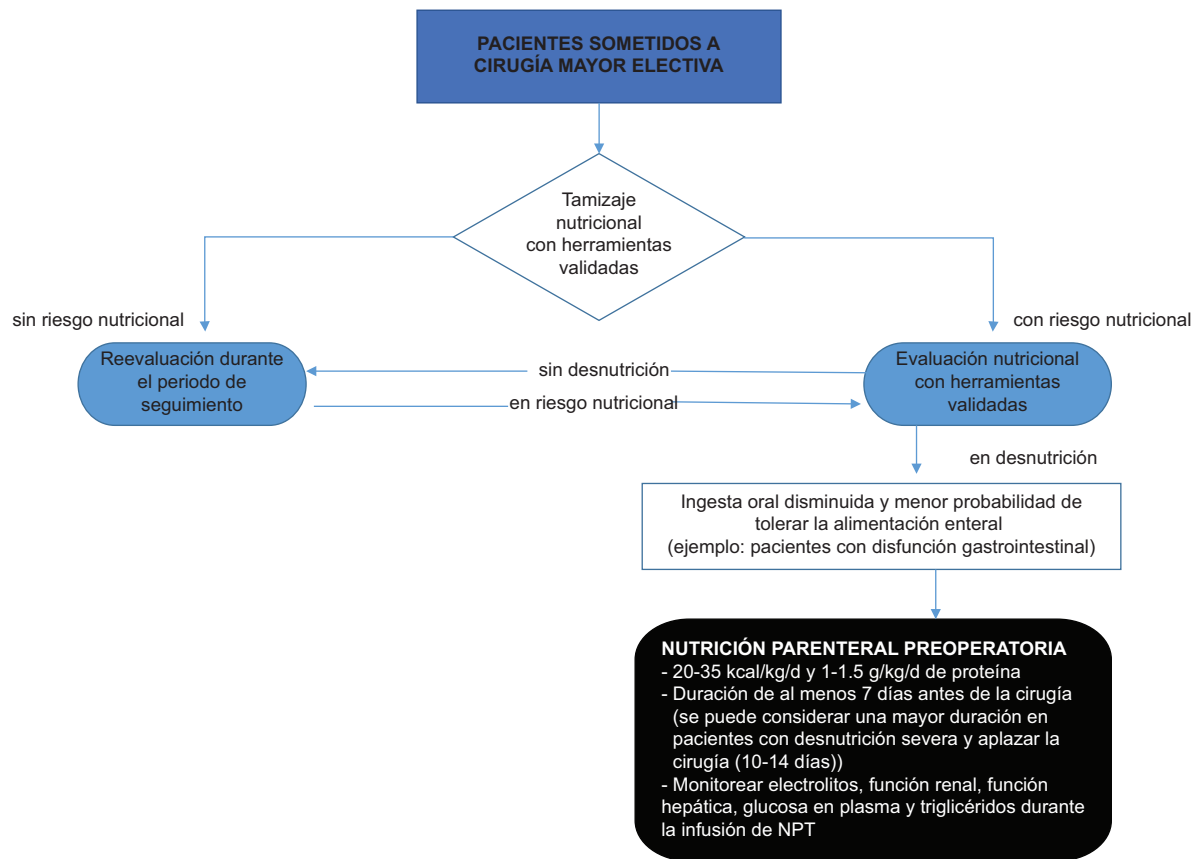 PACIENTES SOMETIDOS A
CIRUGÍA MAYOR ELECTIVA
Tamizaje
nutricional
con herramientas
validadas
sin riesgo nutricional
con riesgo nutricional
Reevaluación durante
el periodo de
seguimiento
sin desnutrición
en riesgo nutricional
Evaluación nutricional
con herramientas
validadas
en desnutrición
Ingesta oral disminuida y menor probabilidad de
tolerar la alimentación enteral
(ejemplo: pacientes con disfunción gastrointestinal)
NUTRICIÓN PARENTERAL PREOPERATORIA
- 20-35 kcal/kg/d y 1-1.5 g/kg/d de proteína
- Duración de al menos 7 días antes de la cirugía
(se puede considerar una mayor duración en
pacientes con desnutrición severa y aplazar la
cirugía (10-14 días))
- Monitorear electrolitos, función renal, función
hepática, glucosa en plasma y triglicéridos durante
la infusión de NPT